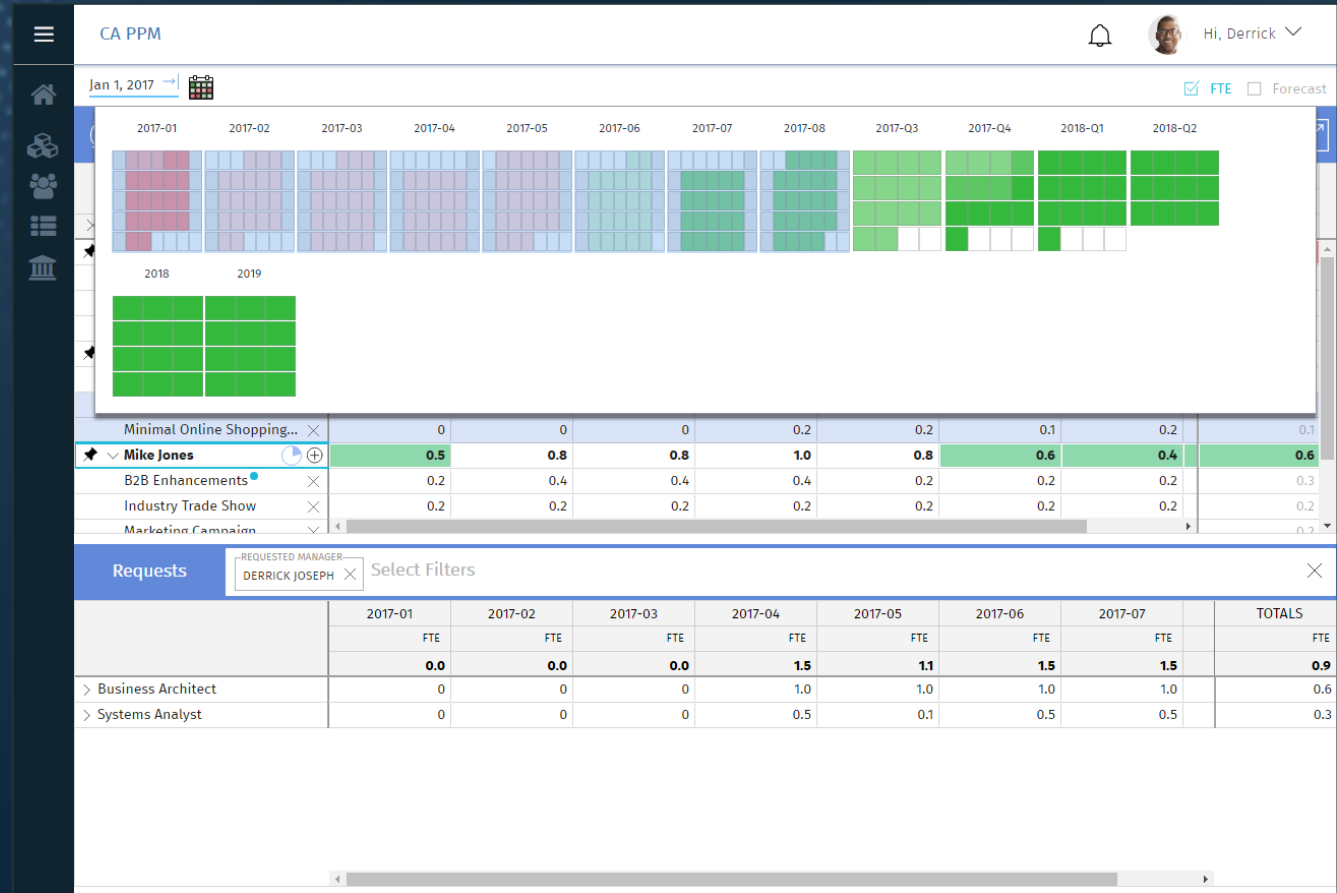 CA PPM
Hi, Derrick
Jan 1, 2017
FTE Forecast
2017-01 2017-02 2017-03 2017-04 2017-05 2017-06 2017-07 2017-08 2017-Q3 2017-Q4 2018-Q1 2018-Q2
2018 2019
Minimal Online Shopping... 0 0 0 0.2 0.2 0.1 0.2 0.1
Mike Jones 0.5 0.8 0.8 1.0 0.8 0.6 0.4 0.6
B2B Enhancements 0.2 0.4 0.4 0.4 0.2 0.2 0.2 0.3
Industry Trade Show 0.2 0.2 0.2 0.2 0.2 0.2 0.2 0.2
Marketing Campaign 0.2
Requests
REQUESTED MANAGER
DERRICK JOSEPH
Select Filters
2017-01 2017-02 2017-03 2017-04 2017-05 2017-06 2017-07 TOTALS
FTE FTE FTE FTE FTE FTE FTE FTE
0.0 0.0 0.0 1.5 1.1 1.5 1.5 0.9
Business Architect 0 0 0 1.0 1.0 1.0 1.0 0.6
Systems Analyst 0 0 0 0.5 0.1 0.5 0.5 0.3